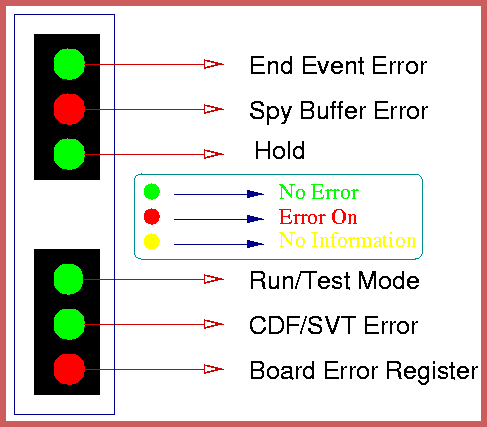 End Event Error
Spy Buffer Error
Hold
No Error
Error On
No Information
Run/Test Mode
CDF/SVT Error
Board Error Register